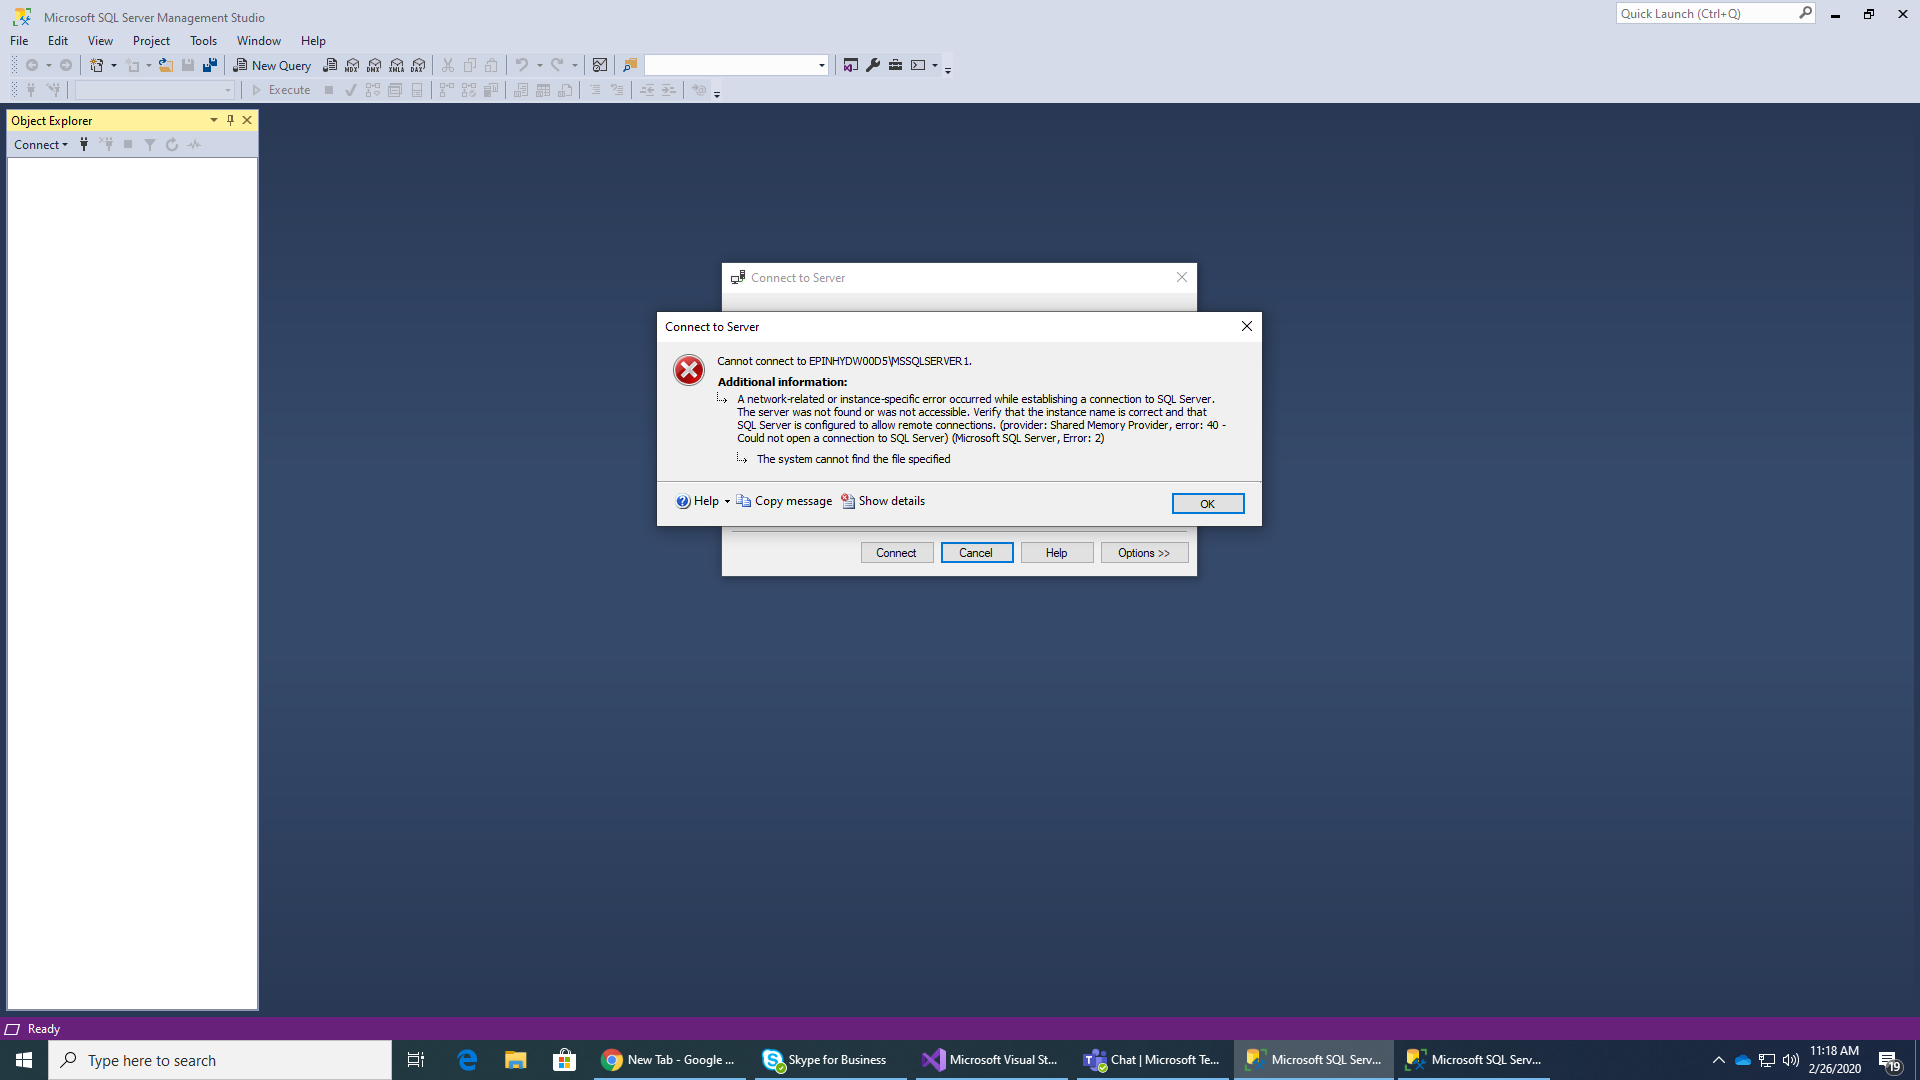 Microsoft SQL Server Management Studio
Quick Launch (Ctrl+Q)
File Edit View Project Tools Window Help
New Query
MDX DMX XMLA DAX
Execute
Object Explorer
Connect
Connect to Server
Connect to Server
Cannot connect to EPINHYDW00D5\MSSQLSERVER1.
Additional information:
A network-related or instance-specific error occurred while establishing a connection to SQL Server.
The server was not found or was not accessible. Verify that the instance name is correct and that
SQL Server is configured to allow remote connections. (provider: Shared Memory Provider, error: 40 -
Could not open a connection to SQL Server) (Microsoft SQL Server, Error: 2)
The system cannot find the file specified
Help Copy message Show details
OK
Connect Cancel Help Options >>
Ready
Type here to search
New Tab - Google ...
Skype for Business
Microsoft Visual St...
Chat | Microsoft Te...
Microsoft SQL Serv...
Microsoft SQL Serv...
11:18 AM
2/26/2020
19